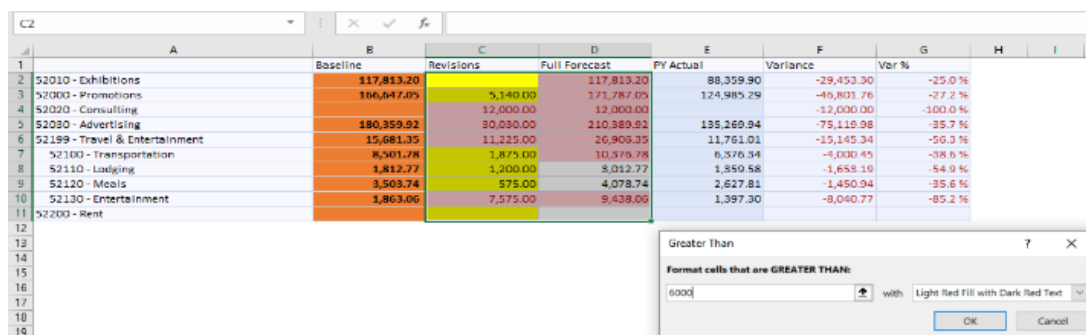 C2
A B C D E F G H I
1 Baseline Revisions Full Forecast PY Actual Variance Var %
2 52010 - Exhibitions 117,813.20 117,813.20 88,359.90 -29,453.30 -25.0 %
3 52000 - Promotions 166,647.05 5,140.00 171,787.05 124,985.29 -46,801.76 -27.2 %
4 52020 - Consulting 12,000.00 12,000.00 -12,000.00 -100.0 %
5 52030 - Advertising 180,359.92 30,030.00 210,389.92 135,269.94 -75,119.98 -35.7 %
6 52199 - Travel & Entertainment 15,681.35 11,225.00 26,906.35 11,761.01 -15,145.34 -56.3 %
7 52100 - Transportation 8,501.78 1,875.00 10,376.78 6,376.34 -4,000.45 -38.6 %
8 52110 - Lodging 1,812.77 1,200.00 3,012.77 1,359.58 -1,653.19 -54.9 %
9 52120 - Meals 3,503.74 575.00 4,078.74 2,627.81 -1,450.94 -35.6 %
10 52130 - Entertainment 1,863.06 7,575.00 9,438.06 1,397.30 -8,040.77 -85.2 %
11 52200 - Rent
12
13
14
15
16
17
18
19
Greater Than ? ×
Format cells that are GREATER THAN:
6000 with Light Red Fill with Dark Red Text
OK Cancel